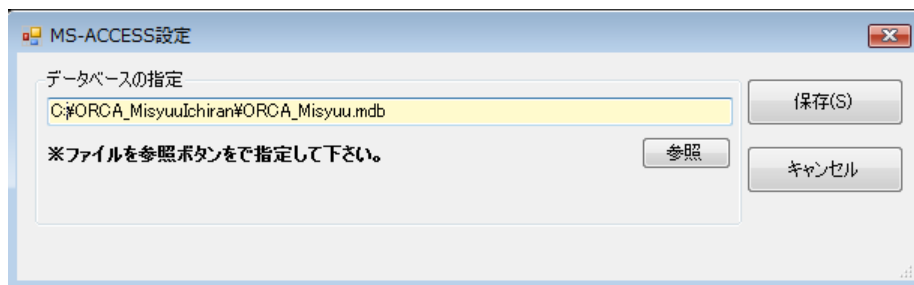 MS-ACCESS設定
データベースの指定
C:¥ORCA_MisyuuIchiran¥ORCA_Misyuu.mdb
保存(S)
※ファイルを参照ボタンをで指定して下さい。
参照
キャンセル